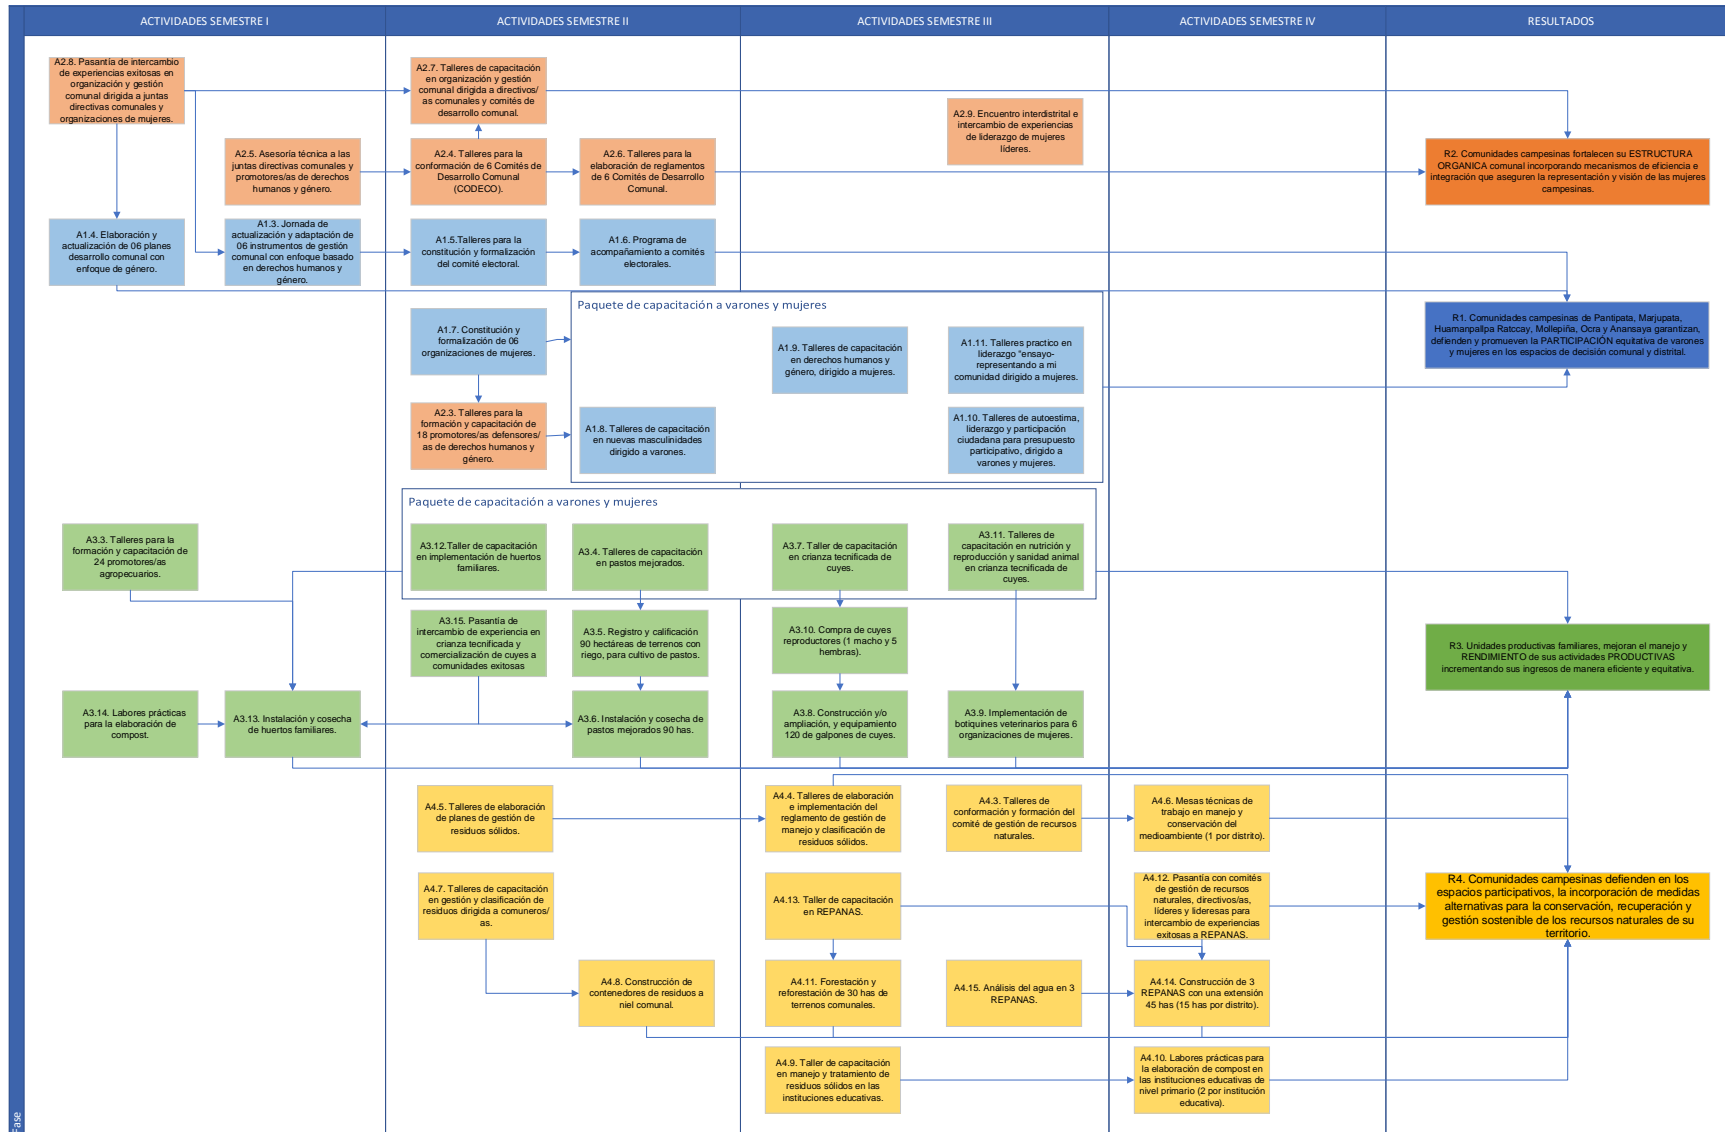 ACTIVIDADES SEMESTRE I
ACTIVIDADES SEMESTRE II
ACTIVIDADES SEMESTRE III
ACTIVIDADES SEMESTRE IV
RESULTADOS
Fase
A2.8. Pasantía de intercambio
de experiencias exitosas en
organización y gestión
comunal dirigida a juntas
directivas comunales y
organizaciones de mujeres.
A2.7. Talleres de capacitación
en organización y gestión
comunal dirigida a directivos/
as comunales y comités de
desarrollo comunal.
A2.9. Encuentro interdistrital e
intercambio de experiencias
de liderazgo de mujeres
líderes.
A2.5. Asesoría técnica a las
juntas directivas comunales y
promotores/as de derechos
humanos y género.
A2.4. Talleres para la
conformación de 6 Comités de
Desarrollo Comunal
(CODECO).
A2.6. Talleres para la
elaboración de reglamentos
de 6 Comités de Desarrollo
Comunal.
R2. Comunidades campesinas fortalecen su ESTRUCTURA
ORGANICA comunal incorporando mecanismos de eficiencia e
integración que aseguren la representación y visión de las mujeres
campesinas.
A1.4. Elaboración y
actualización de 06 planes
desarrollo comunal con
enfoque de género.
A1.3. Jornada de
actualización y adaptación de
06 instrumentos de gestión
comunal con enfoque basado
en derechos humanos y
género.
A1.5.Talleres para la
constitución y formalización
del comité electoral.
A1.6. Programa de
acompañamiento a comités
electorales.
Paquete de capacitación a varones y mujeres
A1.7. Constitución y
formalización de 06
organizaciones de mujeres.
A1.9. Talleres de capacitación
en derechos humanos y
género, dirigido a mujeres.
A1.11. Talleres practico en
liderazgo “ensayo-
representando a mi
comunidad dirigido a mujeres.
R1. Comunidades campesinas de Pantipata, Marjupata,
Huamanpallpa Ratccay, Mollepiña, Ocra y Anansaya garantizan,
defienden y promueven la PARTICIPACIÓN equitativa de varones
y mujeres en los espacios de decisión comunal y distrital.
A2.3. Talleres para la
formación y capacitación de
18 promotores/as defensores/
as de derechos humanos y
género.
A1.8. Talleres de capacitación
en nuevas masculinidades
dirigido a varones.
A1.10. Talleres de autoestima,
liderazgo y participación
ciudadana para presupuesto
participativo, dirigido a
varones y mujeres.
Paquete de capacitación a varones y mujeres
A3.3. Talleres para la
formación y capacitación de
24 promotores/as
agropecuarios.
A3.12.Taller de capacitación
en implementación de huertos
familiares.
A3.4. Talleres de capacitación
en pastos mejorados.
A3.7. Taller de capacitación
en crianza tecnificada de
cuyes.
A3.11. Talleres de
capacitación en nutrición y
reproducción y sanidad animal
en crianza tecnificada de
cuyes.
A3.15. Pasantía de
intercambio de experiencia en
crianza tecnificada y
comercialización de cuyes a
comunidades exitosas
A3.5. Registro y calificación
90 hectáreas de terrenos con
riego, para cultivo de pastos.
A3.10. Compra de cuyes
reproductores (1 macho y 5
hembras).
R3. Unidades productivas familiares, mejoran el manejo y
RENDIMIENTO de sus actividades PRODUCTIVAS
incrementando sus ingresos de manera eficiente y equitativa.
A3.14. Labores prácticas
para la elaboración de
compost.
A3.13. Instalación y cosecha
de huertos familiares.
A3.6. Instalación y cosecha de
pastos mejorados 90 has.
A3.8. Construcción y/o
ampliación, y equipamiento
120 de galpones de cuyes.
A3.9. Implementación de
botiquines veterinarios para 6
organizaciones de mujeres.
A4.5. Talleres de elaboración
de planes de gestión de
residuos sólidos.
A4.4. Talleres de elaboración
e implementación del
reglamento de gestión de
manejo y clasificación de
residuos sólidos.
A4.3. Talleres de
conformación y formación del
comité de gestión de recursos
naturales.
A4.6. Mesas técnicas de
trabajo en manejo y
conservación del
medioambiente (1 por distrito).
A4.7. Talleres de capacitación
en gestión y clasificación de
residuos dirigida a comuneros/
as.
A4.13. Taller de capacitación
en REPANAS.
A4.12. Pasantía con comités
de gestión de recursos
naturales, directivos/as,
líderes y lideresas para
intercambio de experiencias
exitosas a REPANAS.
R4. Comunidades campesinas defienden en los
espacios participativos, la incorporación de medidas
alternativas para la conservación, recuperación y
gestión sostenible de los recursos naturales de su
territorio.
A4.8. Construcción de
contenedores de residuos a
niel comunal.
A4.11. Forestación y
reforestación de 30 has de
terrenos comunales.
A4.15. Análisis del agua en 3
REPANAS.
A4.14. Construcción de 3
REPANAS con una extensión
45 has (15 has por distrito).
A4.9. Taller de capacitación
en manejo y tratamiento de
residuos sólidos en las
instituciones educativas.
A4.10. Labores prácticas para
la elaboración de compost en
las instituciones educativas de
nivel primario (2 por institución
educativa).